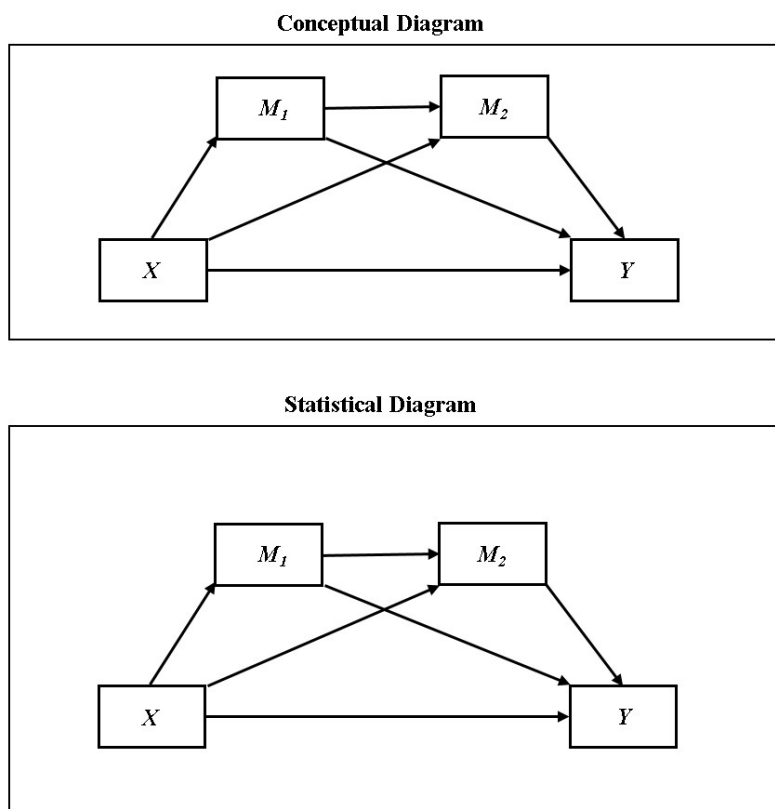 Conceptual Diagram
M₁ M₂
X Y
Statistical Diagram
M₁ M₂
X Y